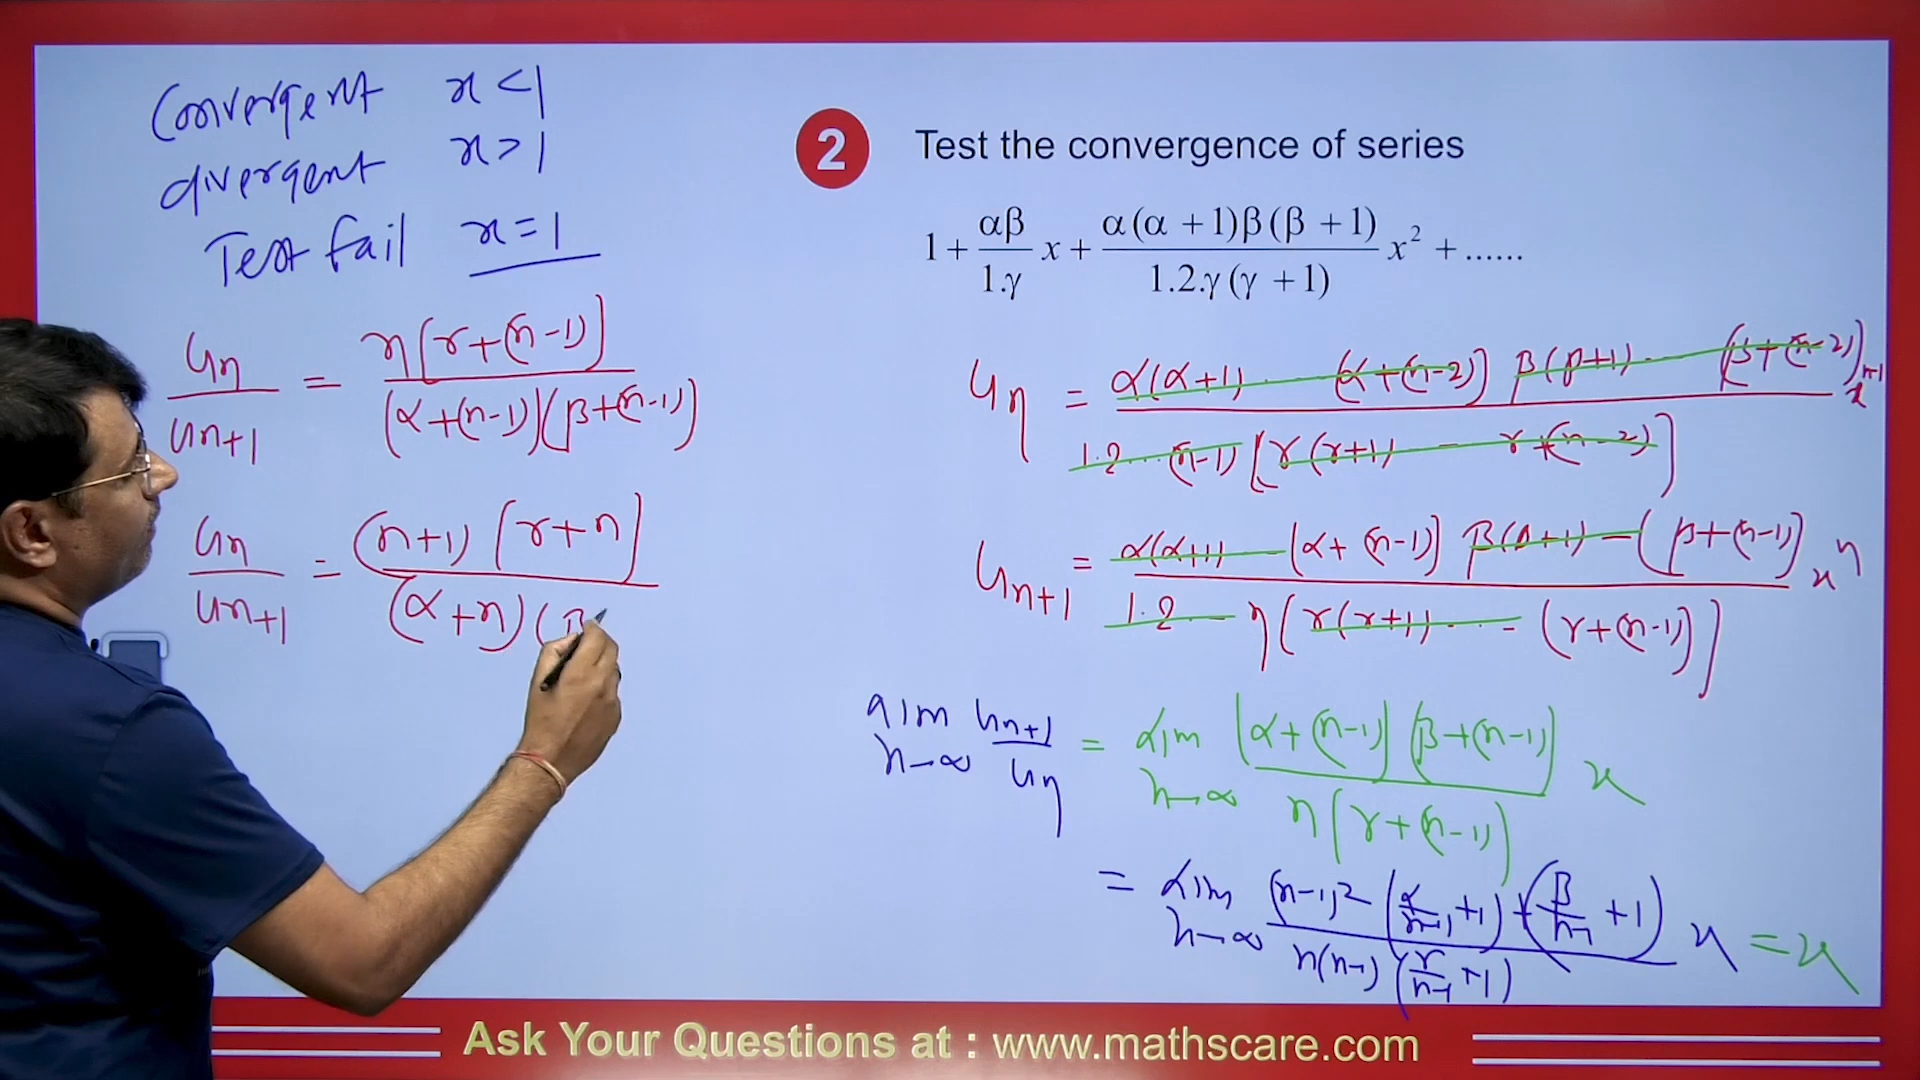 Convergent x < 1
divergent x > 1
Test fail x = 1
un/un+1 = n[r+(n-1)] / (α+(n-1))(β+(n-1))
un/un+1 = (n+1)[r+n] / (α+n)(β
2 Test the convergence of series
1 + αβ/1.γ x + α(α +1)β(β +1)/1.2.γ(γ +1) x² + ......
un = α(α+1) - (α+(n-2)] β(β+1) - (β+(n-2)) x^n-1 / 1.2...(n-1) [r(r+1) - r+(n-2)]
un+1 = α(α+1) - (α+(n-1)] β(β+1) - (β+(n-1)) x^n / 1.2 - n[r(r+1)...- (r+(n-1))]
lim n→∞ un+1/un = lim n→∞ [α+(n-1)] [β+(n-1)] / n[r+(n-1)] x
= lim n→∞ (n-1)² (α/n-1 +1) + (β/n-1 +1) / n(n-1) (r/n-1 +1) x = x
Ask Your Questions at : www.mathscare.com